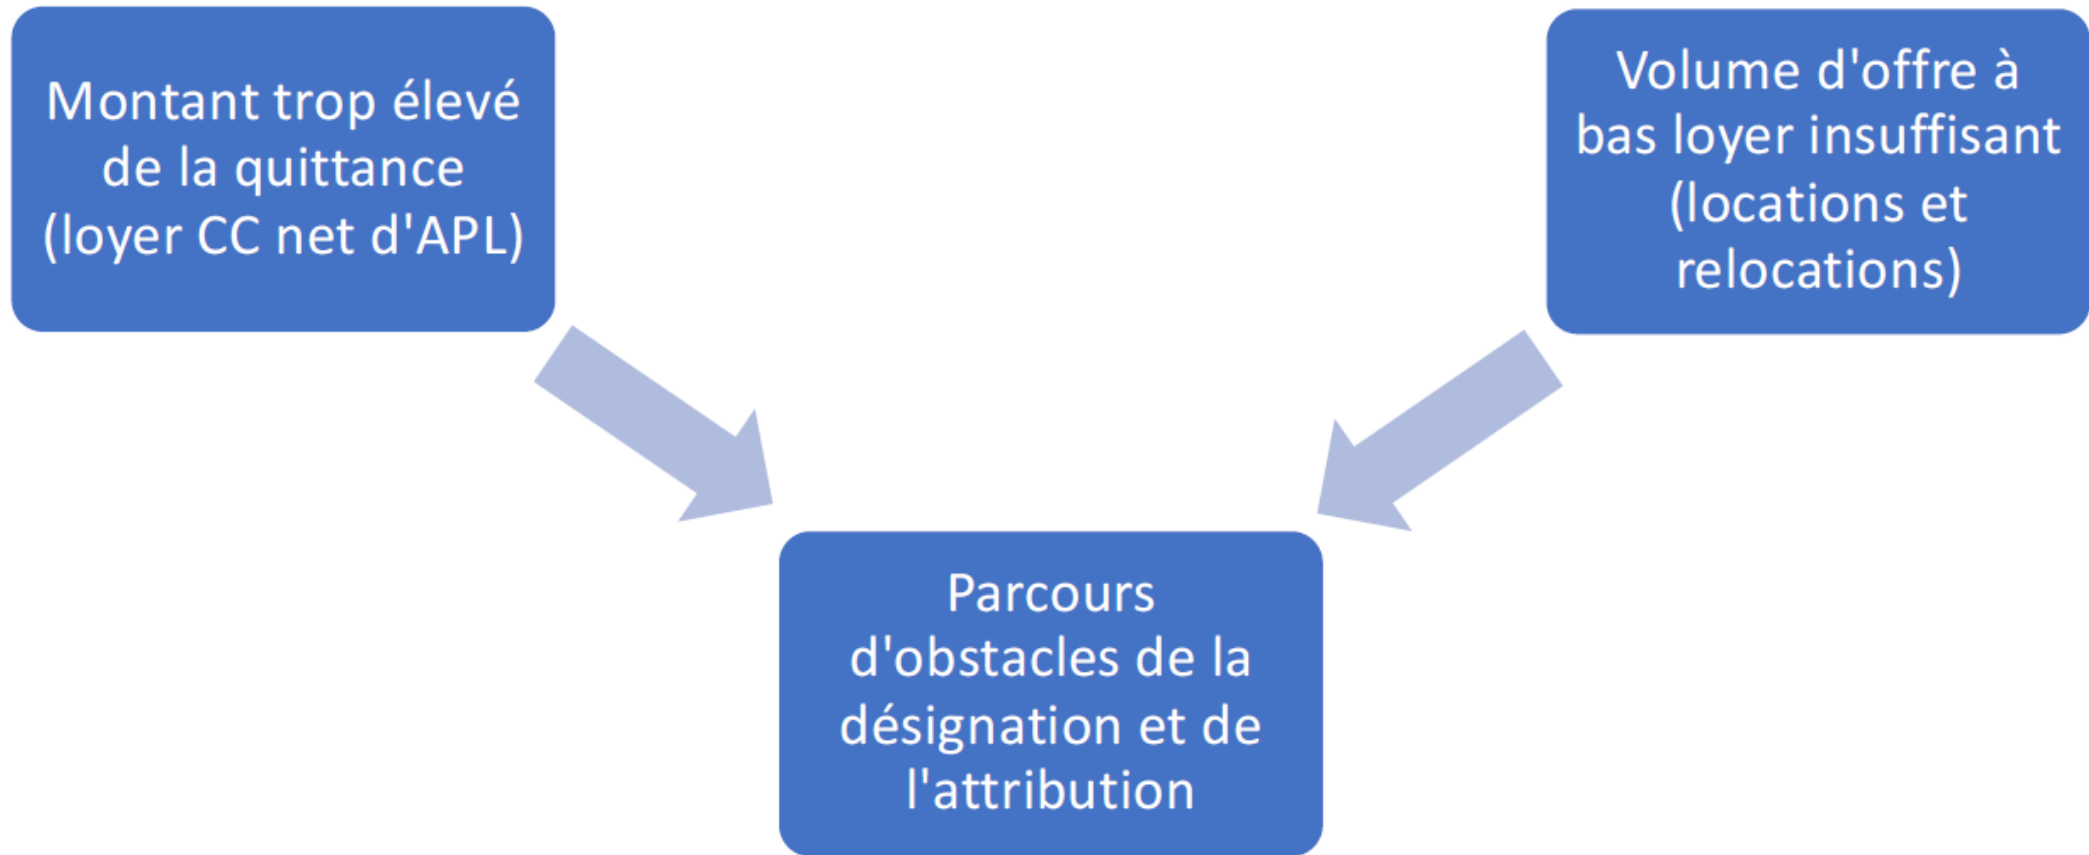 Montant trop élevé
de la quittance
(loyer CC net d'APL)
Volume d'offre à
bas loyer insuffisant
(locations et
relocations)
Parcours
d'obstacles de la
désignation et de
l'attribution